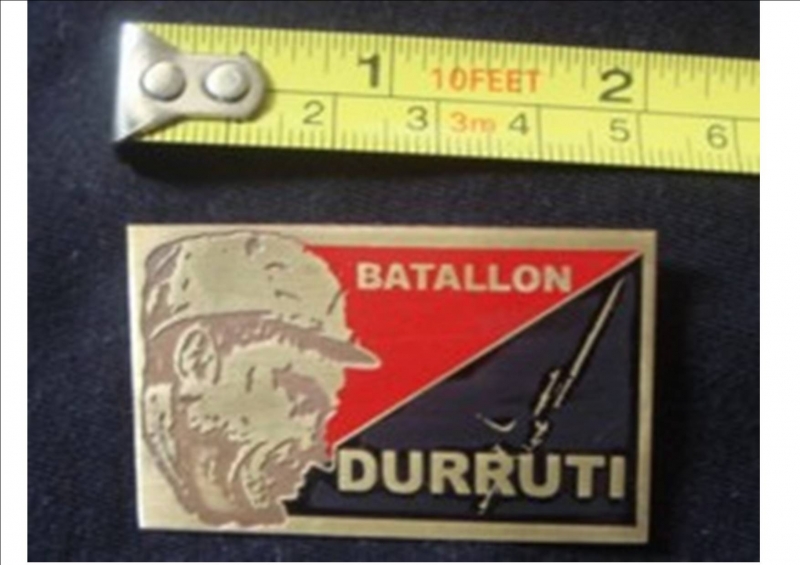 1 10FEET 2
2 3 3m 4 5 6
BATALLON
DURRUTI